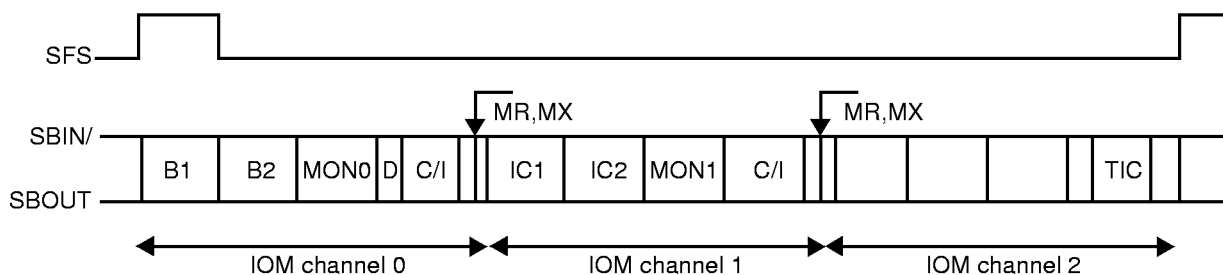 SFS
MR,MX MR,MX
SBIN/
B1 B2 MON0 D C/I IC1 IC2 MON1 C/I TIC
SBOUT
IOM channel 0 IOM channel 1 IOM channel 2